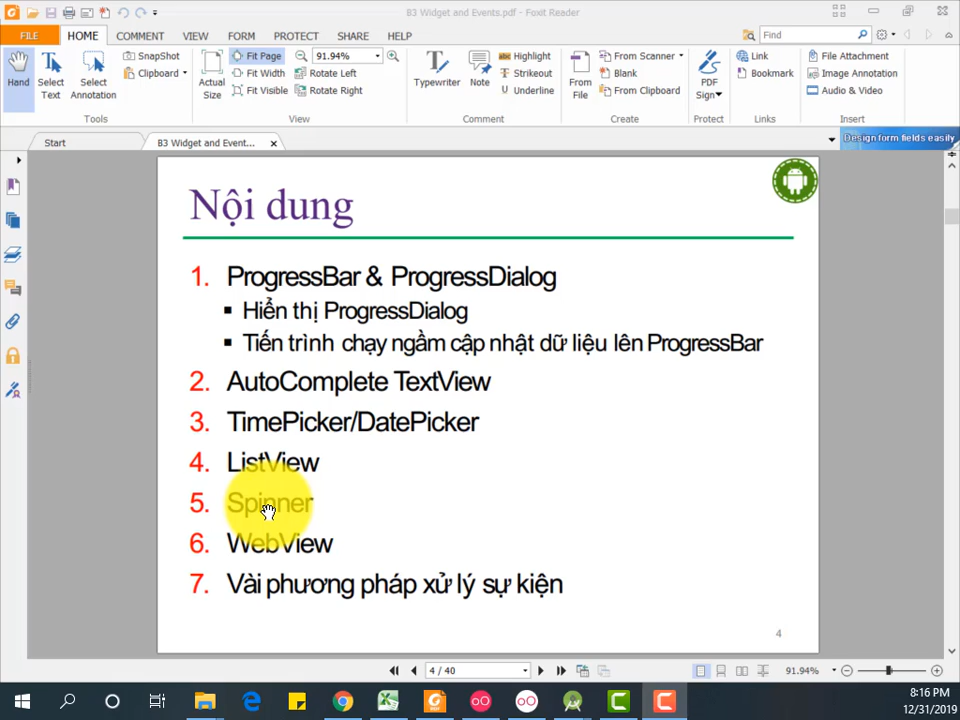 B3 Widget and Events.pdf - Foxit Reader
FILE HOME COMMENT VIEW FORM PROTECT SHARE HELP Find
Hand
Select Text
Select Annotation
SnapShot
Clipboard
Tools
Actual Size
Fit Page
Fit Width
Fit Visible
91.94%
Rotate Left
Rotate Right
View
Typewriter
Note
Highlight
Strikeout
Underline
Comment
From File
From Scanner
Blank
From Clipboard
Create
PDF Sign
Protect
Link
Bookmark
Links
File Attachment
Image Annotation
Audio & Video
Insert
Start B3 Widget and Event... Design form fields easily
Nội dung
1. ProgressBar & ProgressDialog
▪ Hiển thị ProgressDialog
▪ Tiến trình chạy ngầm cập nhật dữ liệu lên ProgressBar
2. AutoComplete TextView
3. TimePicker/DatePicker
4. ListView
5. Spinner
6. WebView
7. Vài phương pháp xử lý sự kiện
4
4 / 40 91.94%
8:16 PM
12/31/2019